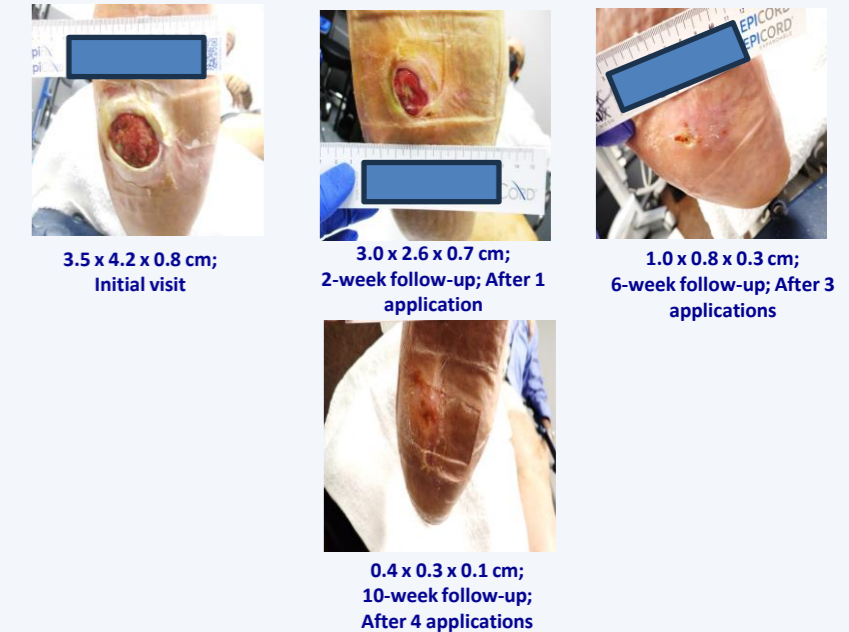 EPICORD
EPICORD
EXPANDABLE
3.5 x 4.2 x 0.8 cm;
Initial visit
3.0 x 2.6 x 0.7 cm;
2-week follow-up; After 1
application
1.0 x 0.8 x 0.3 cm;
6-week follow-up; After 3
applications
0.4 x 0.3 x 0.1 cm;
10-week follow-up;
After 4 applications